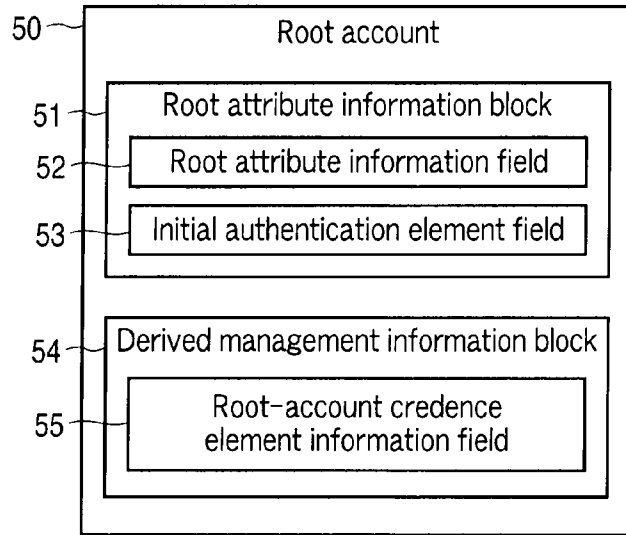 50 Root account
51 Root attribute information block
52 Root attribute information field
53 Initial authentication element field
54 Derived management information block
55 Root-account credence
element information field